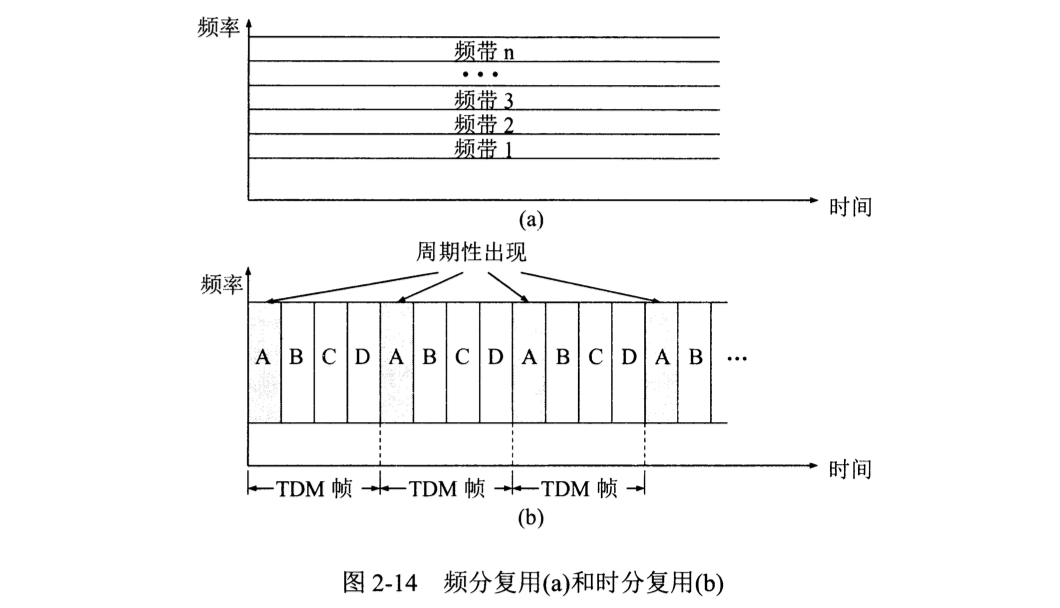 频率
频带 n
···
频带 3
频带 2
频带 1
时间
(a)
周期性出现
频率
A B C D A B C D A B C D A B ···
时间
TDM 帧 TDM 帧 TDM 帧
(b)
图 2-14 频分复用(a)和时分复用(b)